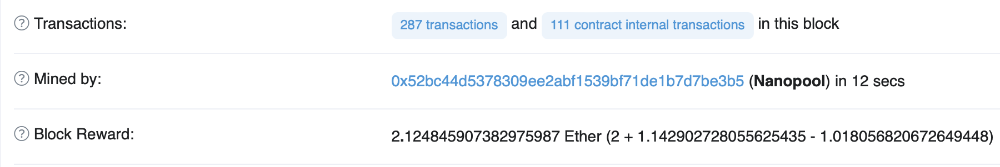 Transactions: 287 transactions and 111 contract internal transactions in this block
Mined by: 0x52bc44d5378309ee2abf1539bf71de1b7d7be3b5 (Nanopool) in 12 secs
Block Reward: 2.124845907382975987 Ether (2 + 1.142902728055625435 - 1.018056820672649448)